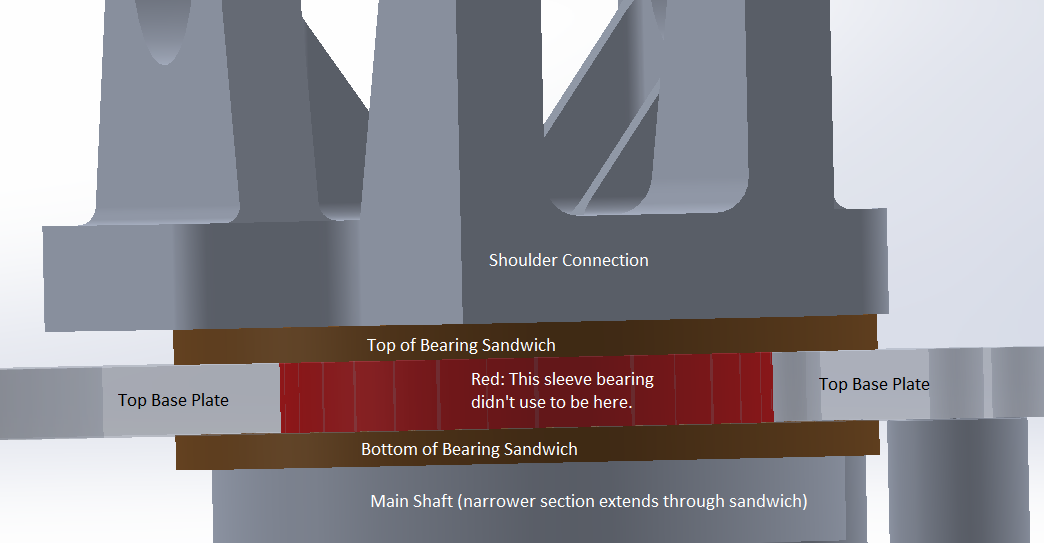 Shoulder Connection
Top of Bearing Sandwich
Red: This sleeve bearing
didn't use to be here.
Top Base Plate
Top Base Plate
Bottom of Bearing Sandwich
Main Shaft (narrower section extends through sandwich)